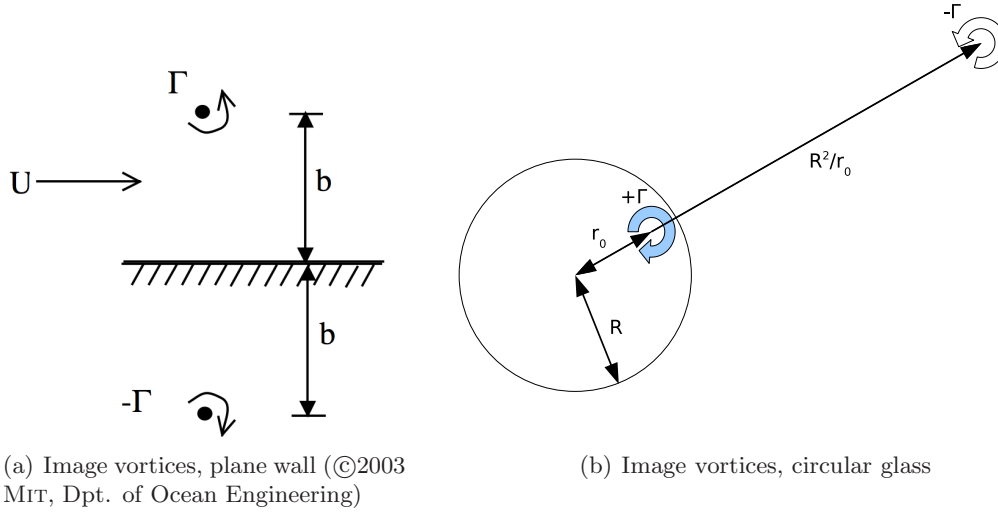 Γ
U
b
b
-Γ
-Γ
+Γ
r₀
R²/r₀
R
(a) Image vortices, plane wall (©2003
MIT, Dpt. of Ocean Engineering)
(b) Image vortices, circular glass